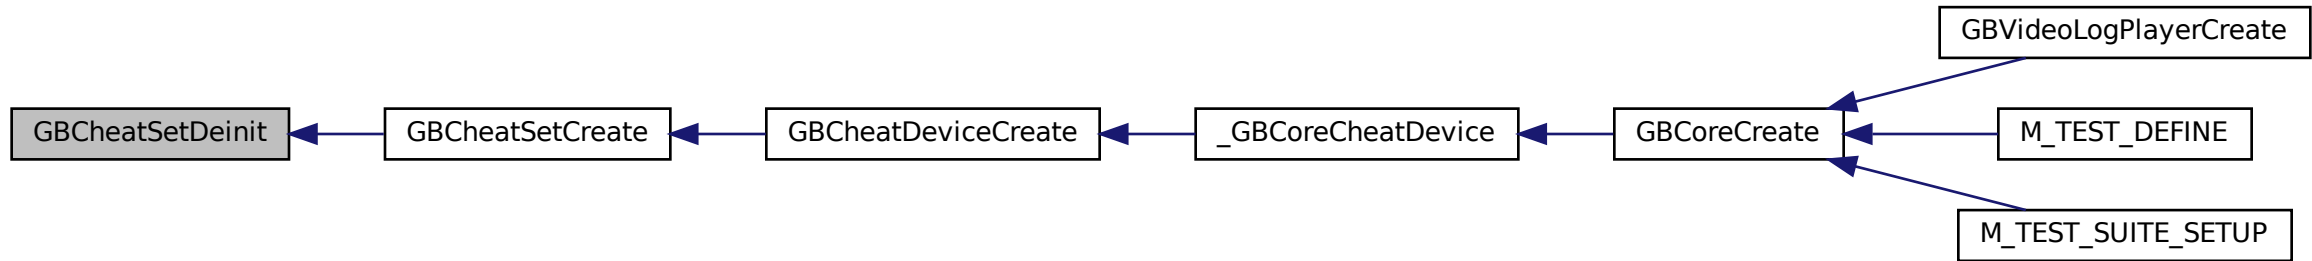 GBVideoLogPlayerCreate
GBCheatSetDeinit
GBCheatSetCreate
GBCheatDeviceCreate
_GBCoreCheatDevice
GBCoreCreate
M_TEST_DEFINE
M_TEST_SUITE_SETUP